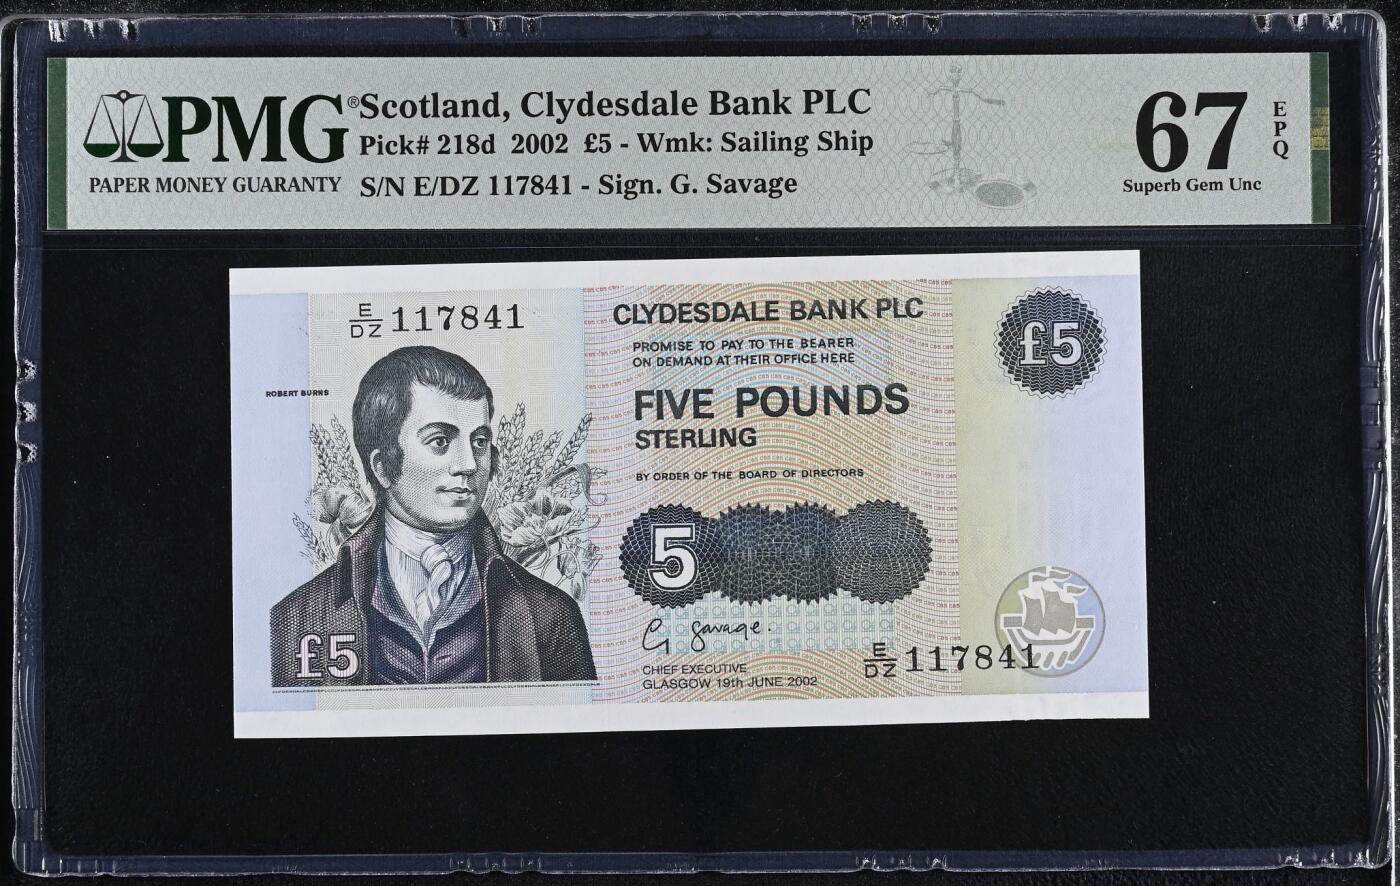 PMG®
PAPER MONEY GUARANTY
Scotland, Clydesdale Bank PLC
Pick# 218d 2002 £5 - Wmk: Sailing Ship
S/N E/DZ 117841 - Sign. G. Savage
67
EPQ
Superb Gem Unc
E/DZ 117841
CLYDESDALE BANK PLC
PROMISE TO PAY TO THE BEARER
ON DEMAND AT THEIR OFFICE HERE
£5
ROBERT BURNS
FIVE POUNDS
STERLING
BY ORDER OF THE BOARD OF DIRECTORS
5
G Savage.
£5
E/DZ 117841
CHIEF EXECUTIVE
GLASGOW 19th JUNE 2002